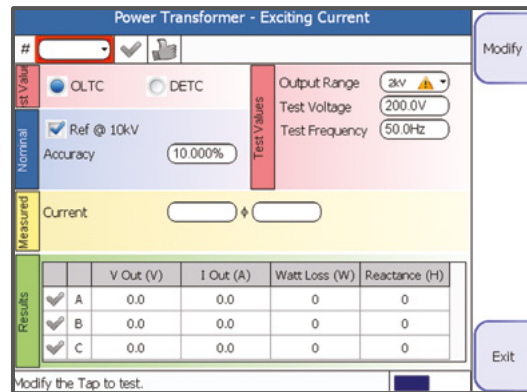 Power Transformer - Exciting Current
#
Modify
st Value
OLTC
DETC
Nominal
Ref @ 10kV
Accuracy
10.000%
Test Values
Output Range
2kV
Test Voltage
200.0V
Test Frequency
50.0Hz
Measured
Current
ϕ
Results
V Out (V) I Out (A) Watt Loss (W) Reactance (H)
A 0.0 0.0 0 0
B 0.0 0.0 0 0
C 0.0 0.0 0 0
Exit
Modify the Tap to test.